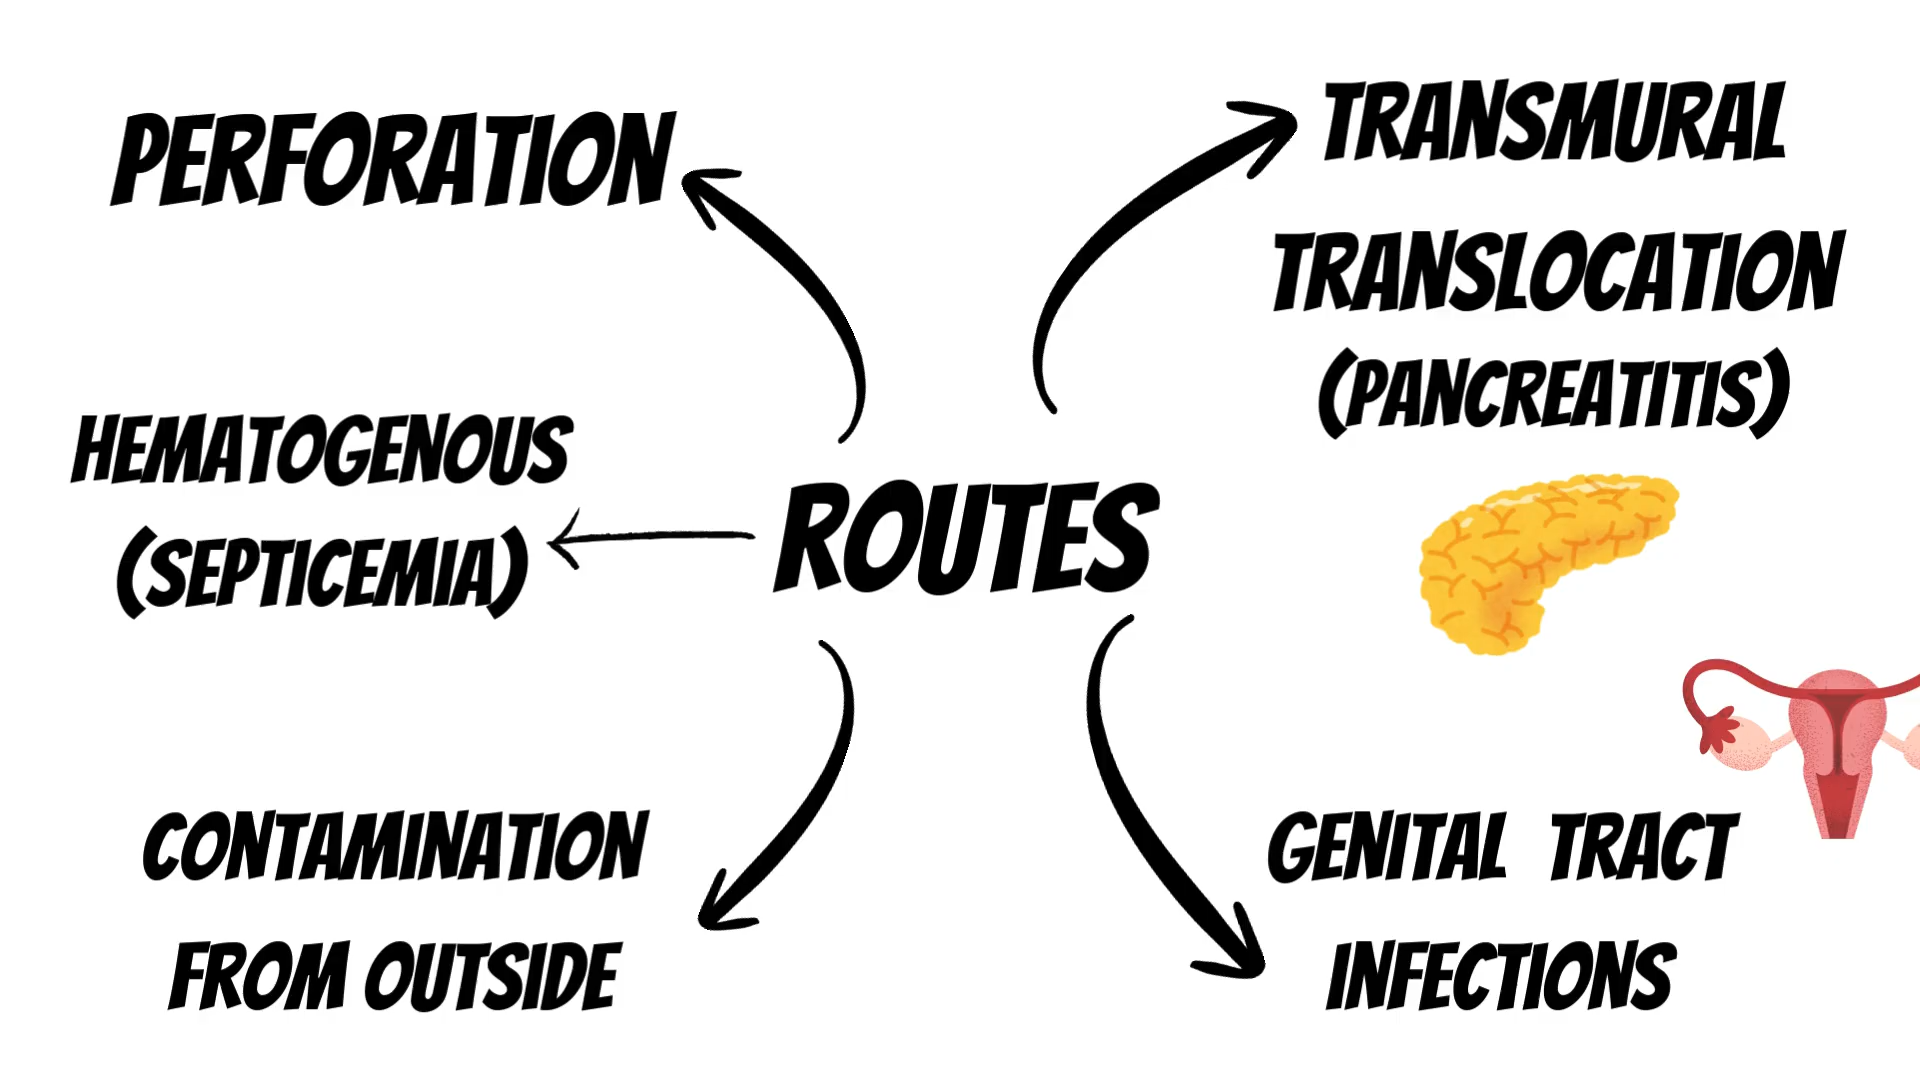 PERFORATION
TRANSMURAL
TRANSLOCATION
(PANCREATITIS)
HEMATOGENOUS
(SEPTICEMIA)
ROUTES
CONTAMINATION
FROM OUTSIDE
GENITAL TRACT
INFECTIONS